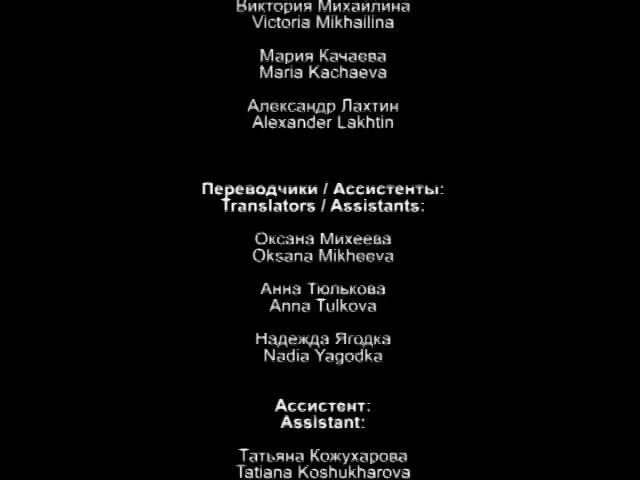 Виктория Михайлина
Victoria Mikhailina
Мария Качаева
Maria Kachaeva
Александр Лахтин
Alexander Lakhtin
Переводчики / Ассистенты:
Translators / Assistants:
Оксана Михеева
Oksana Mikheeva
Анна Тюлькова
Anna Tulkova
Надежда Ягодка
Nadia Yagodka
Ассистент:
Assistant:
Татьяна Кожухарова
Tatiana Koshukharova